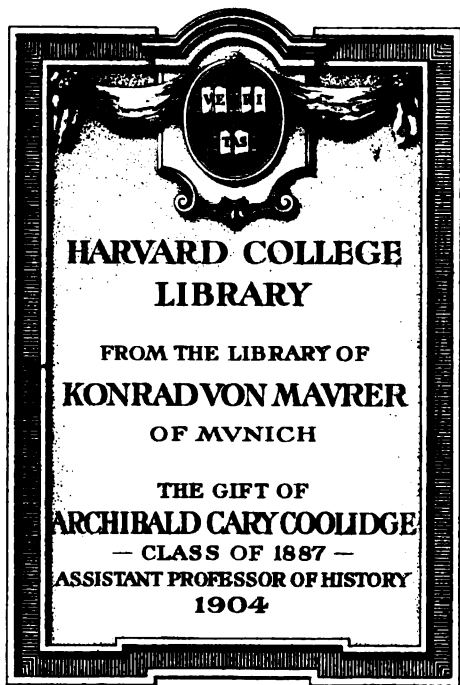 VE RI
TAS
HARVARD COLLEGE
LIBRARY
FROM THE LIBRARY OF
KONRAD VON MAVRER
OF MVNICH
THE GIFT OF
ARCHIBALD CARY COOLIDGE
— CLASS OF 1887 —
ASSISTANT PROFESSOR OF HISTORY
1904